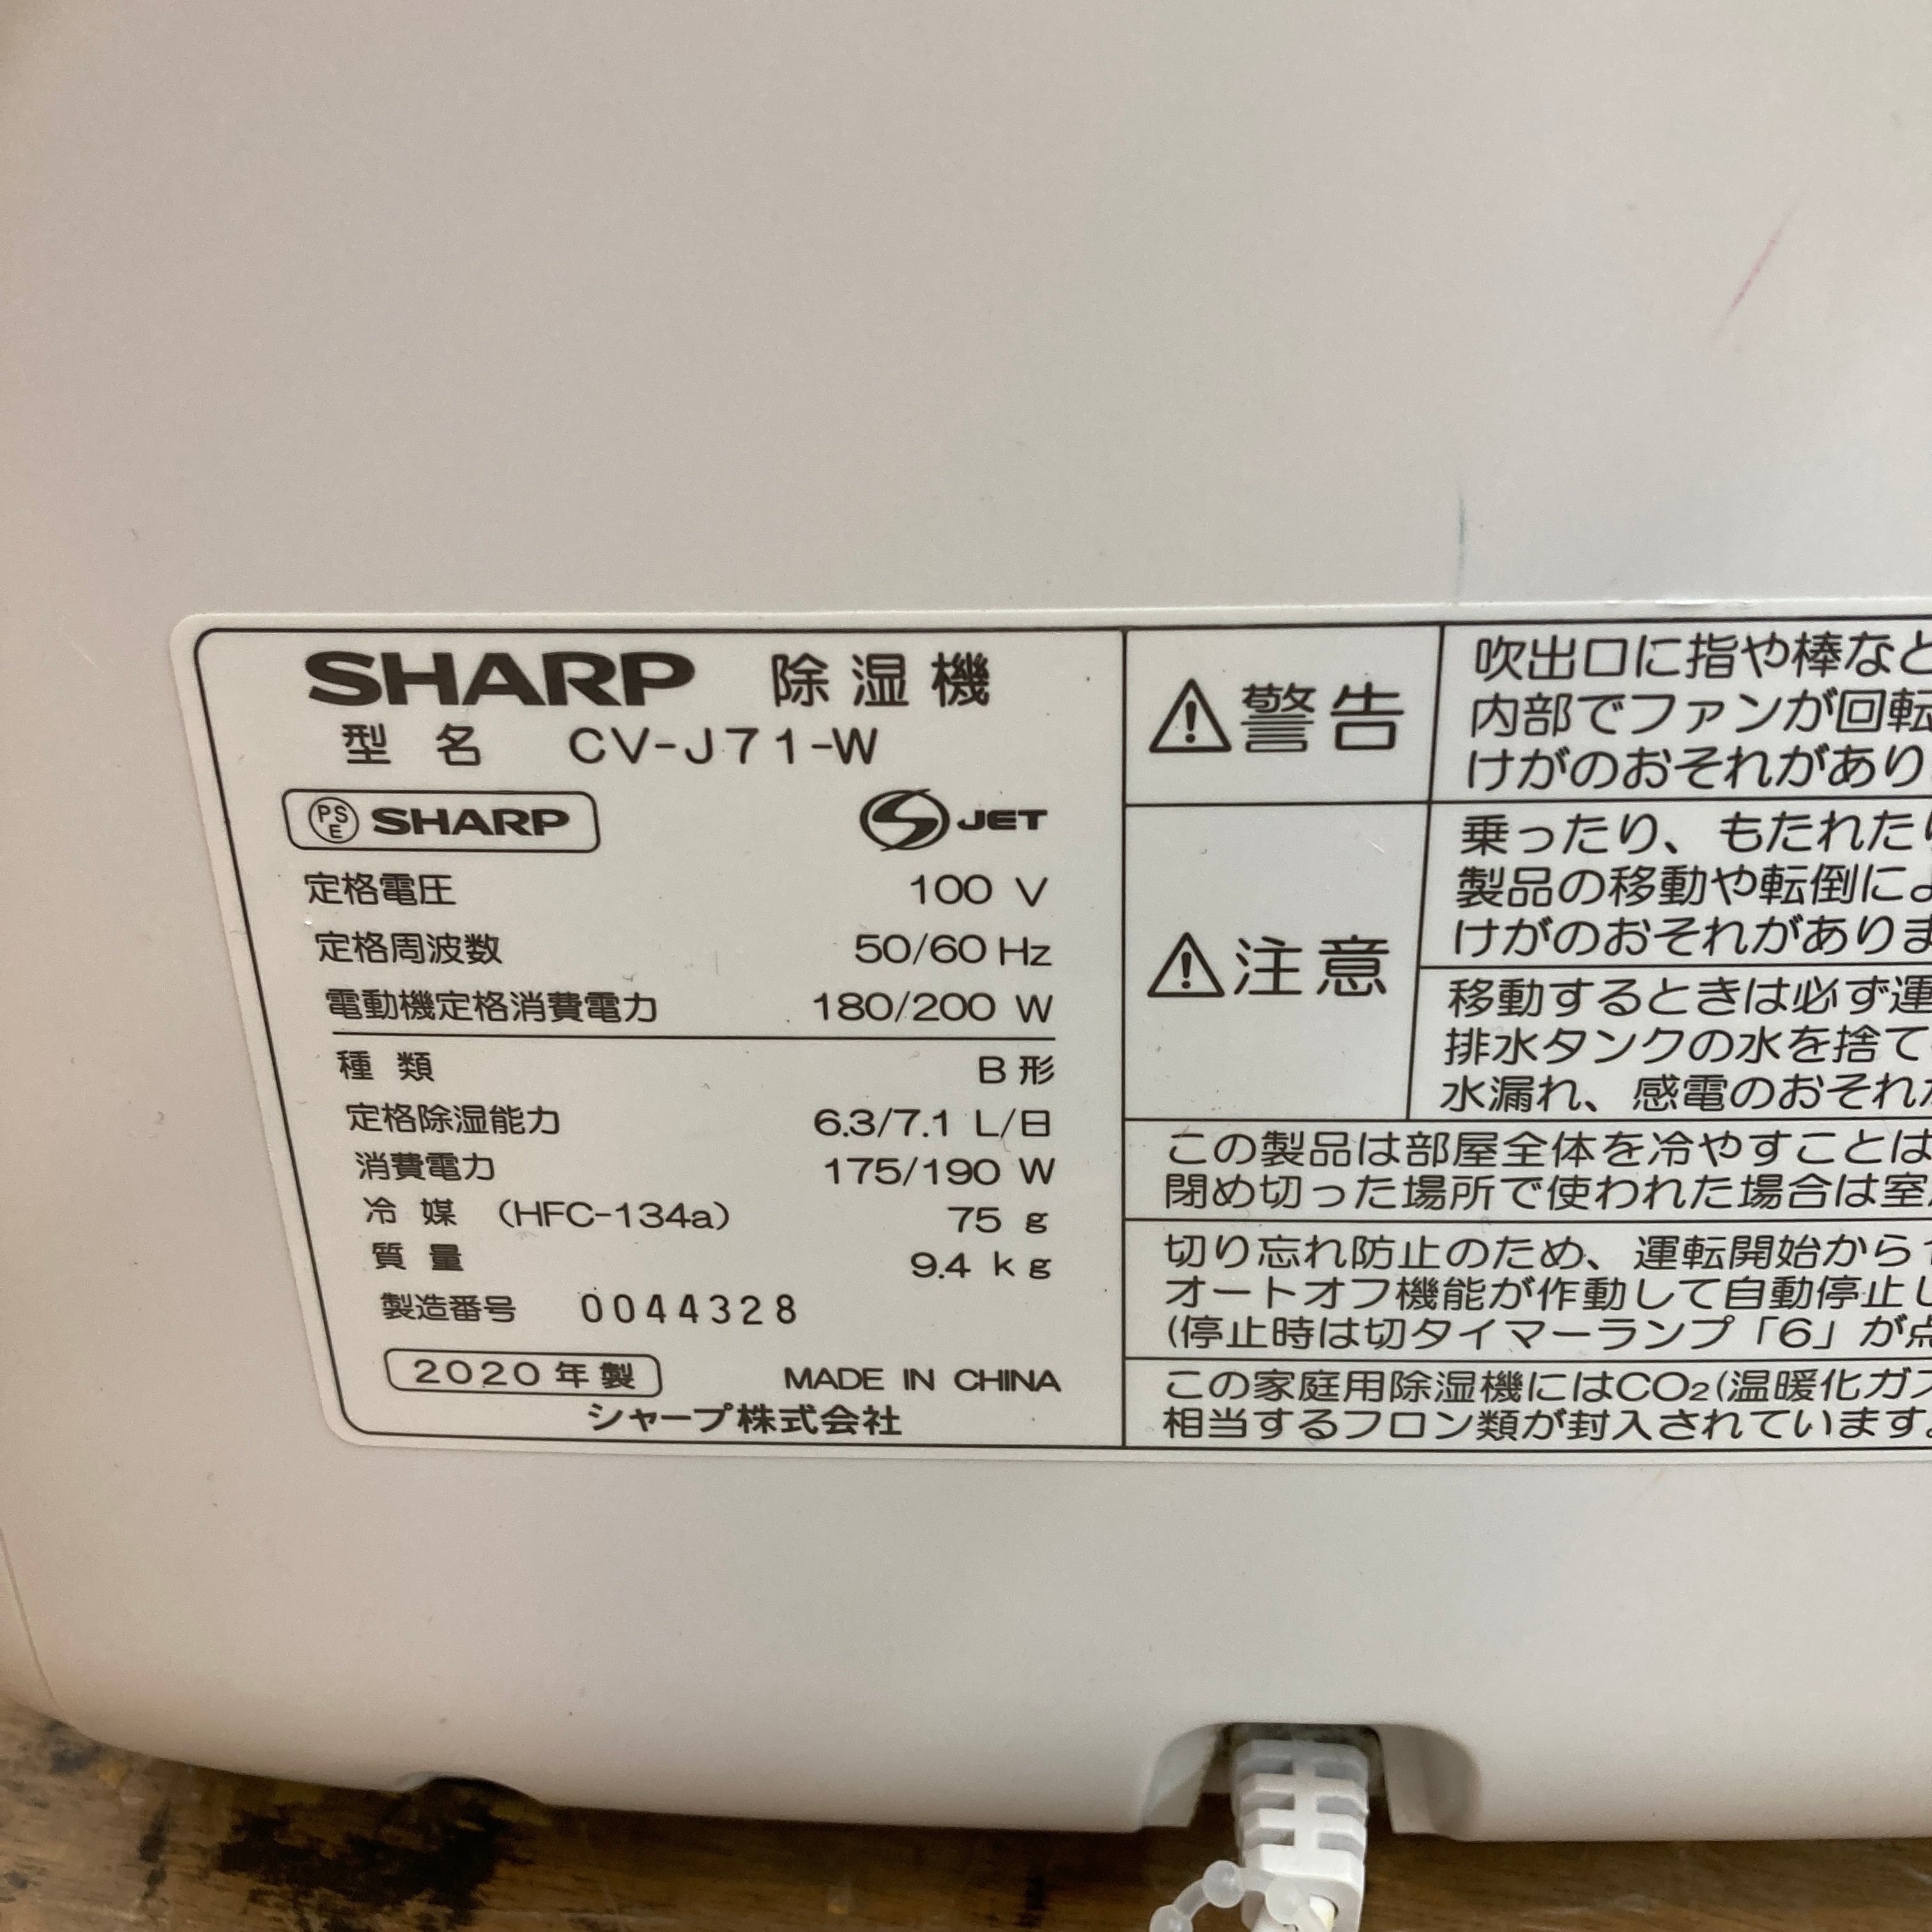 SHARP 除湿機
型名 CV-J71-W
PSE SHARP
S JET
定格電圧 100 V
定格周波数 50/60 Hz
電動機定格消費電力 180/200 W
種類 B形
定格除湿能力 6.3/7.1 L/日
消費電力 175/190 W
冷媒 (HFC-134a) 75 g
質量 9.4 kg
製造番号 0044328
2020年製 MADE IN CHINA
シャープ株式会社
⚠警告
吹出口に指や棒など
内部でファンが回転
けがのおそれがあり
⚠注意
乗ったり、もたれたり
製品の移動や転倒によ
けがのおそれがありま
移動するときは必ず運
排水タンクの水を捨て
水漏れ、感電のおそれが
この製品は部屋全体を冷やすことは
閉め切った場所で使われた場合は室
切り忘れ防止のため、運転開始から
オートオフ機能が作動して自動停止し
(停止時は切タイマーランプ「6」が点
この家庭用除湿機にはCO2(温暖化ガス
相当するフロン類が封入されています。